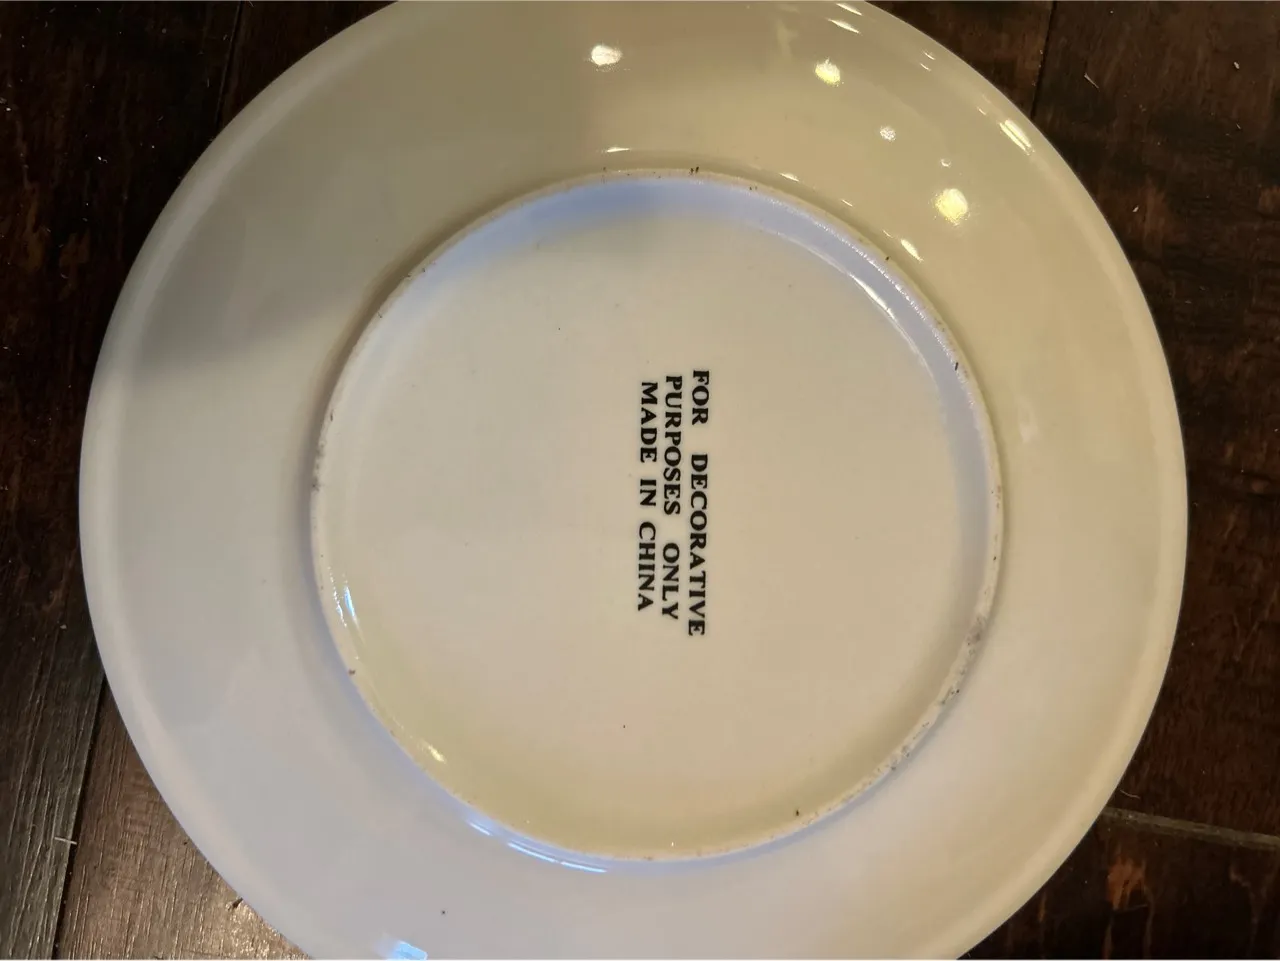 FOR DECORATIVE
PURPOSES ONLY
MADE IN CHINA